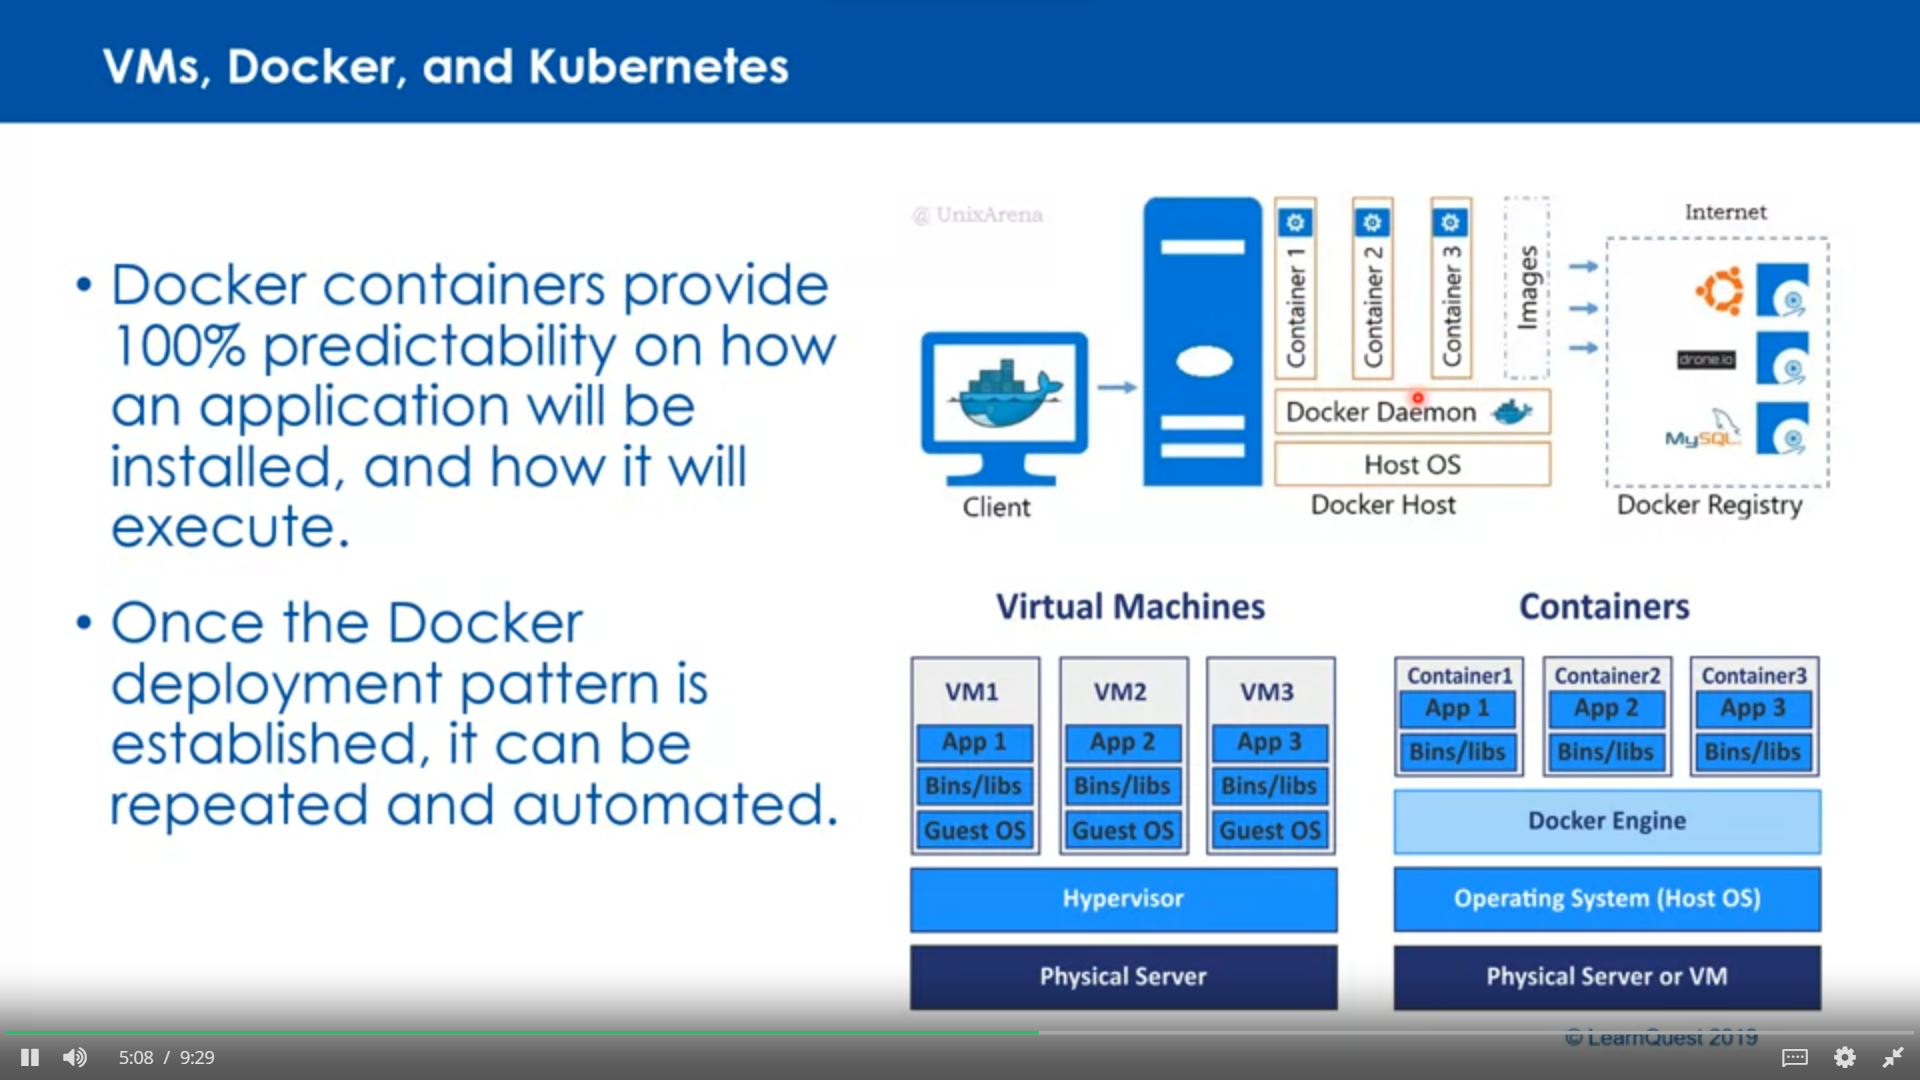 VMs, Docker, and Kubernetes
• Docker containers provide
100% predictability on how
an application will be
installed, and how it will
execute.
• Once the Docker
deployment pattern is
established, it can be
repeated and automated.
@ UnixArena
Client
Container 1
Container 2
Container 3
Images
Docker Daemon
Host OS
Docker Host
Internet
drone.io
MySQL
Docker Registry
Virtual Machines
VM1
App 1
Bins/libs
Guest OS
VM2
App 2
Bins/libs
Guest OS
VM3
App 3
Bins/libs
Guest OS
Hypervisor
Physical Server
Containers
Container1
App 1
Bins/libs
Container2
App 2
Bins/libs
Container3
App 3
Bins/libs
Docker Engine
Operating System (Host OS)
Physical Server or VM
© LearnQuest 2019
5:08 / 9:29